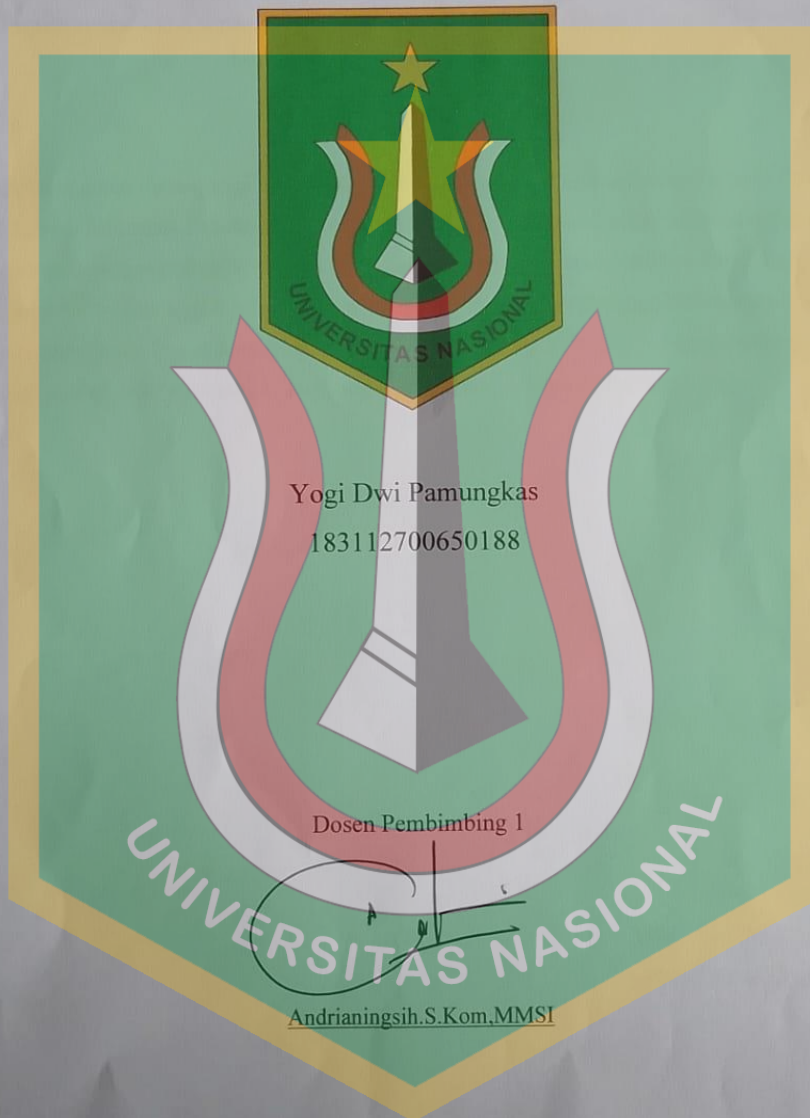 UNIVERSITAS NASIONAL
Yogi Dwi Pamungkas
183112700650188
Dosen Pembimbing 1
UNIVERSITAS NASIONAL
Andrianingsih.S.Kom,MMSI